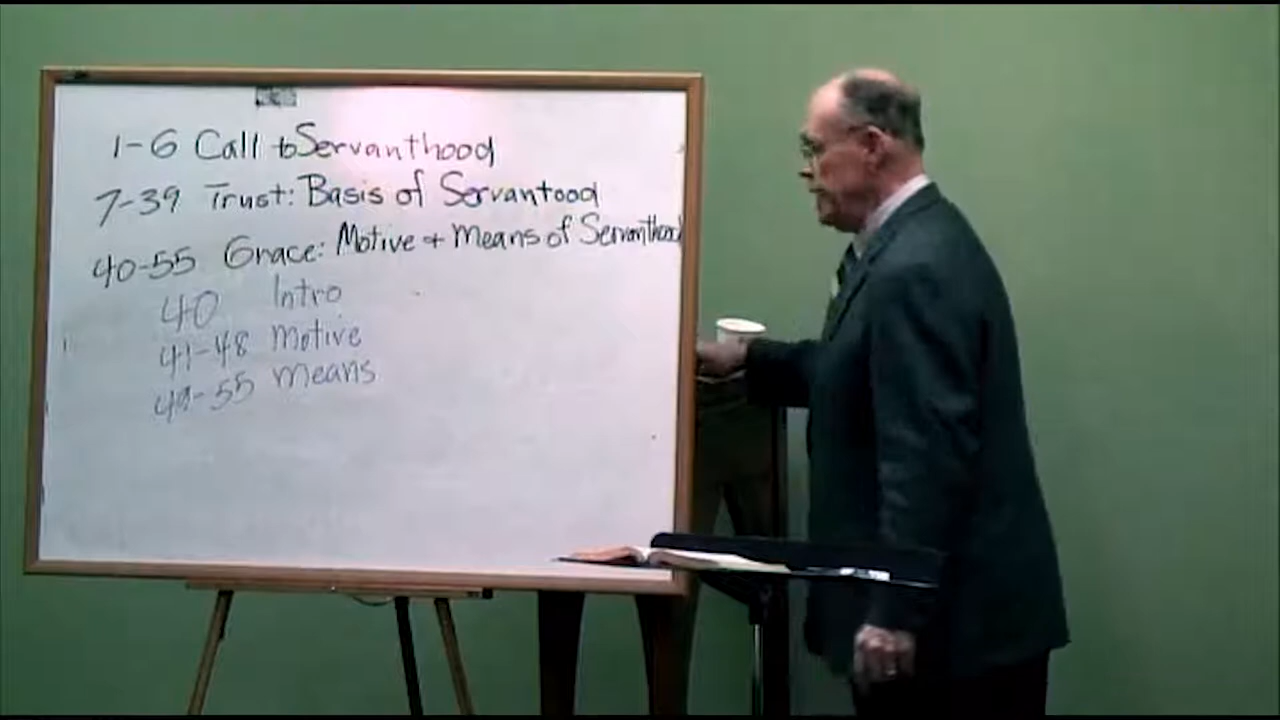 1-6 Call to Servanthood
7-39 Trust: Basis of Servantood
40-55 Grace: Motive + Means of Servanthood
40 Intro
41-48 Motive
49-55 Means